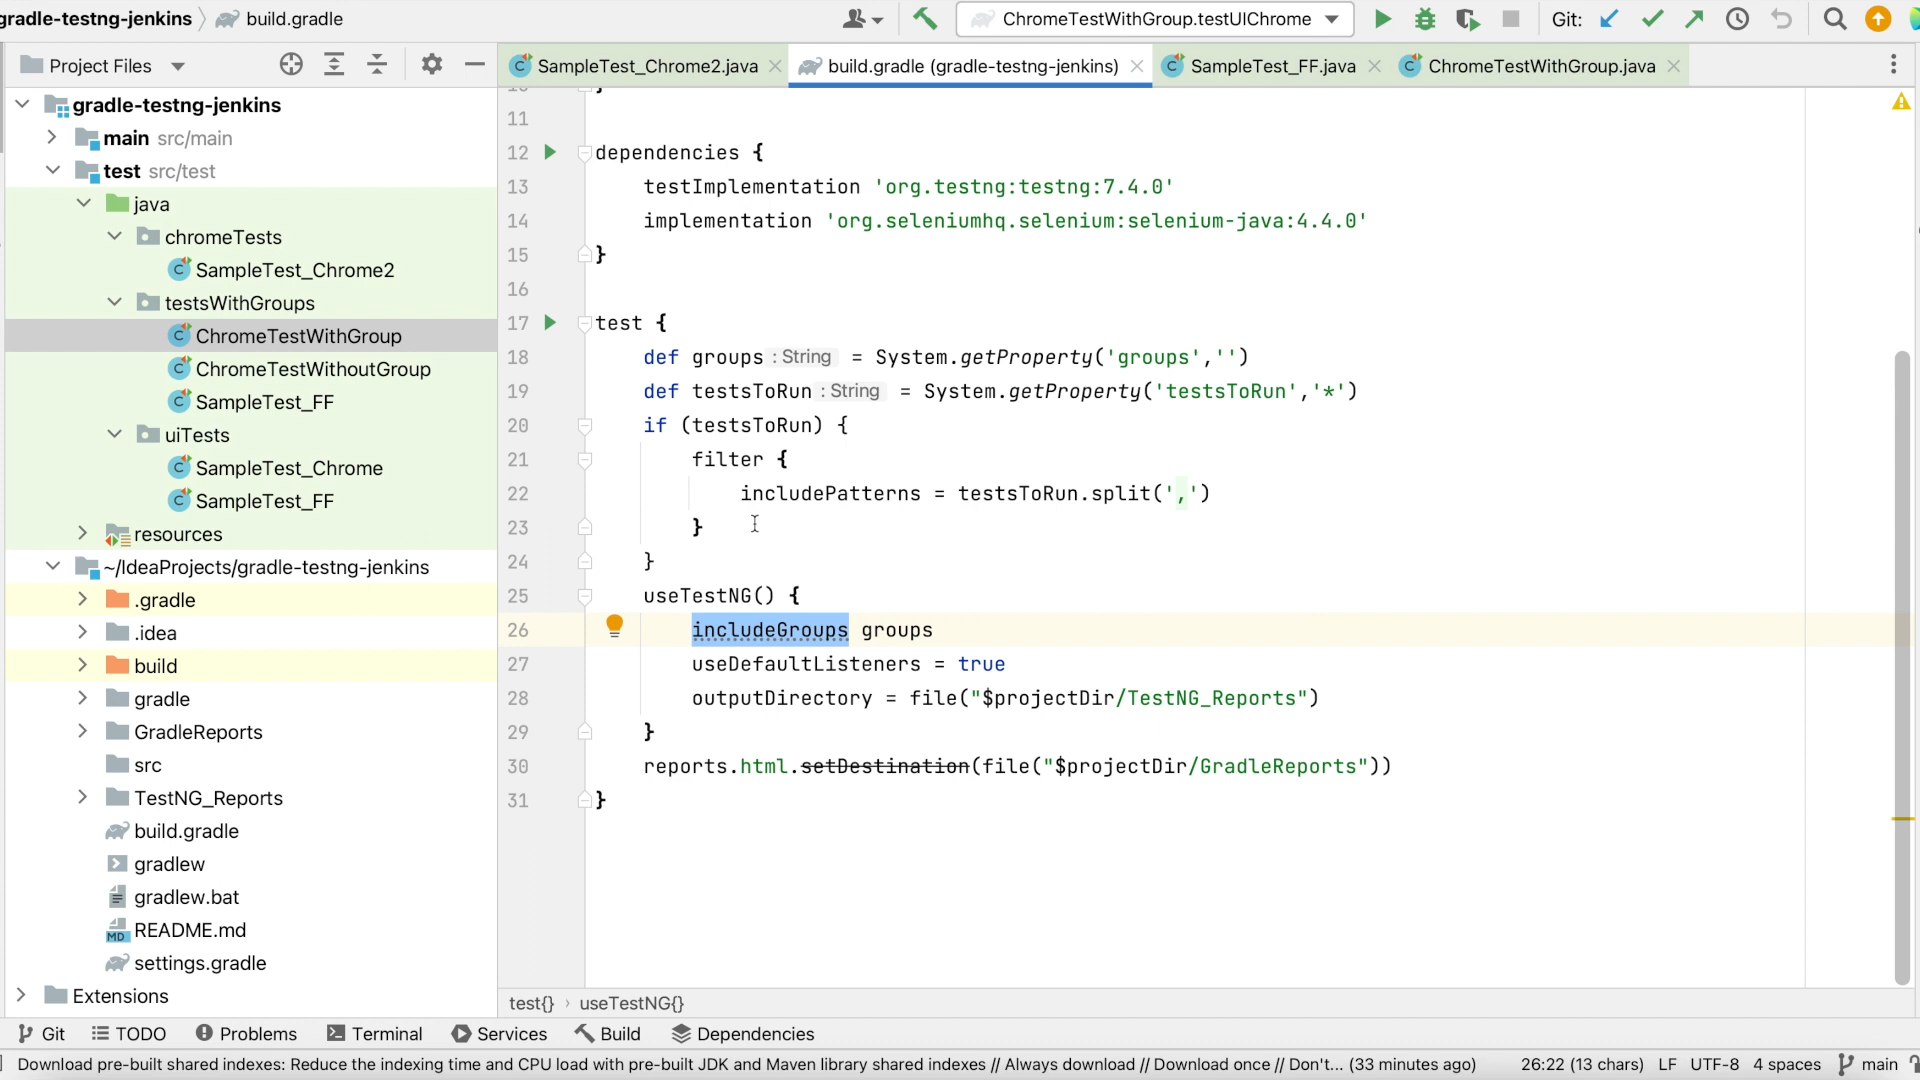 gradle-testng-jenkins build.gradle ChromeTestWithGroup.testUIChrome Git:
Project Files SampleTest_Chrome2.java build.gradle (gradle-testng-jenkins) SampleTest_FF.java ChromeTestWithGroup.java
gradle-testng-jenkins
main src/main
test src/test
java
chromeTests
SampleTest_Chrome2
testsWithGroups
ChromeTestWithGroup
ChromeTestWithoutGroup
SampleTest_FF
uiTests
SampleTest_Chrome
SampleTest_FF
resources
~/IdeaProjects/gradle-testng-jenkins
.gradle
.idea
build
gradle
GradleReports
src
TestNG_Reports
build.gradle
gradlew
gradlew.bat
MD README.md
settings.gradle
Extensions
10 }
11
12 dependencies {
13 testImplementation 'org.testng:testng:7.4.0'
14 implementation 'org.seleniumhq.selenium:selenium-java:4.4.0'
15 }
16
17 test {
18 def groups : String = System.getProperty('groups','')
19 def testsToRun : String = System.getProperty('testsToRun','*')
20 if (testsToRun) {
21 filter {
22 includePatterns = testsToRun.split(',')
23 }
24 }
25 useTestNG() {
26 includeGroups groups
27 useDefaultListeners = true
28 outputDirectory = file("$projectDir/TestNG_Reports")
29 }
30 reports.html.setDestination(file("$projectDir/GradleReports"))
31 }
test{} › useTestNG{}
Git TODO Problems Terminal Services Build Dependencies
Download pre-built shared indexes: Reduce the indexing time and CPU load with pre-built JDK and Maven library shared indexes // Always download // Download once // Don't... (33 minutes ago) 26:22 (13 chars) LF UTF-8 4 spaces main